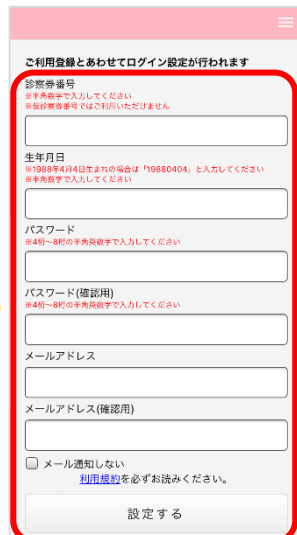 ご利用登録とあわせてログイン設定が行われます
診察券番号
※半角数字で入力してください
※仮診察券番号ではご利用いただけません
生年月日
※1988年4月4日生まれの場合は「19880404」と入力してください
※半角数字で入力してください
パスワード
※4桁～8桁の半角英数字で入力してください
パスワード(確認用)
※4桁～8桁の半角英数字で入力してください
メールアドレス
メールアドレス(確認用)
メール通知しない
利用規約を必ずお読みください。
設定する